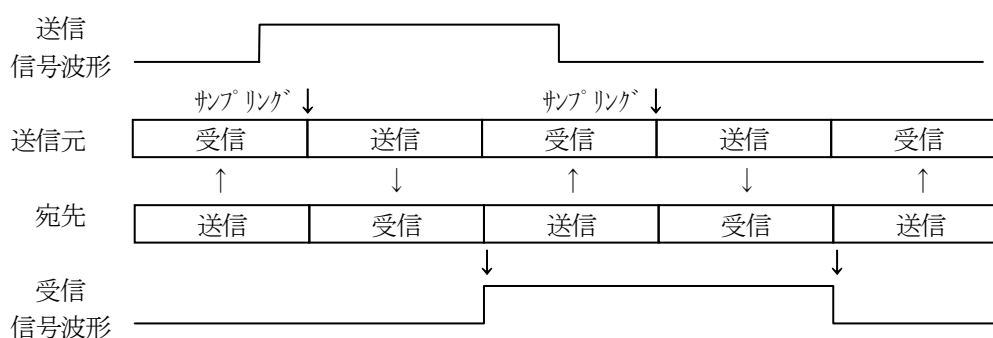 送信
信号波形
ｻﾝﾌﾟﾘﾝｸﾞ↓ ｻﾝﾌﾟﾘﾝｸﾞ↓
送信元 受信 送信 受信 送信 受信
↑ ↓ ↑ ↓ ↑
宛先 送信 受信 送信 受信 送信
↓ ↓
受信
信号波形